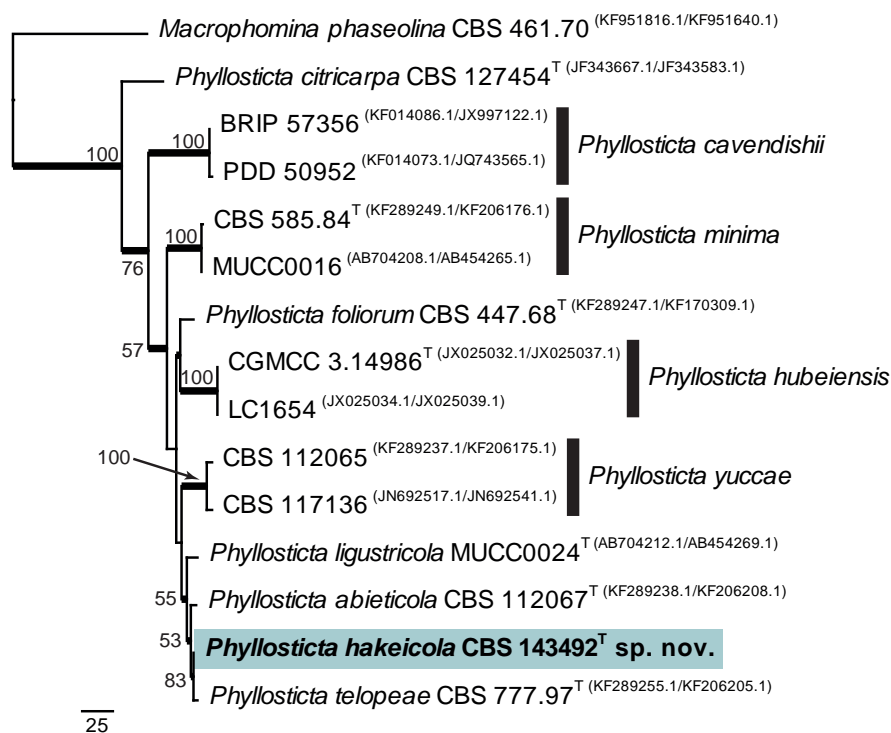 Macrophomina phaseolina CBS 461.70 (KF951816.1/KF951640.1)
Phyllosticta citricarpa CBS 127454T (JF343667.1/JF343583.1)
100
100
BRIP 57356 (KF014086.1/JX997122.1)
PDD 50952 (KF014073.1/JQ743565.1)
Phyllosticta cavendishii
76
100
CBS 585.84T (KF289249.1/KF206176.1)
MUCC0016 (AB704208.1/AB454265.1)
Phyllosticta minima
57
Phyllosticta foliorum CBS 447.68T (KF289247.1/KF170309.1)
100
CGMCC 3.14986T (JX025032.1/JX025037.1)
LC1654 (JX025034.1/JX025039.1)
Phyllosticta hubeiensis
100
CBS 112065 (KF289237.1/KF206175.1)
CBS 117136 (JN692517.1/JN692541.1)
Phyllosticta yuccae
Phyllosticta ligustricola MUCC0024T (AB704212.1/AB454269.1)
55
Phyllosticta abieticola CBS 112067T (KF289238.1/KF206208.1)
53
Phyllosticta hakeicola CBS 143492T sp. nov.
83
Phyllosticta telopeae CBS 777.97T (KF289255.1/KF206205.1)
25